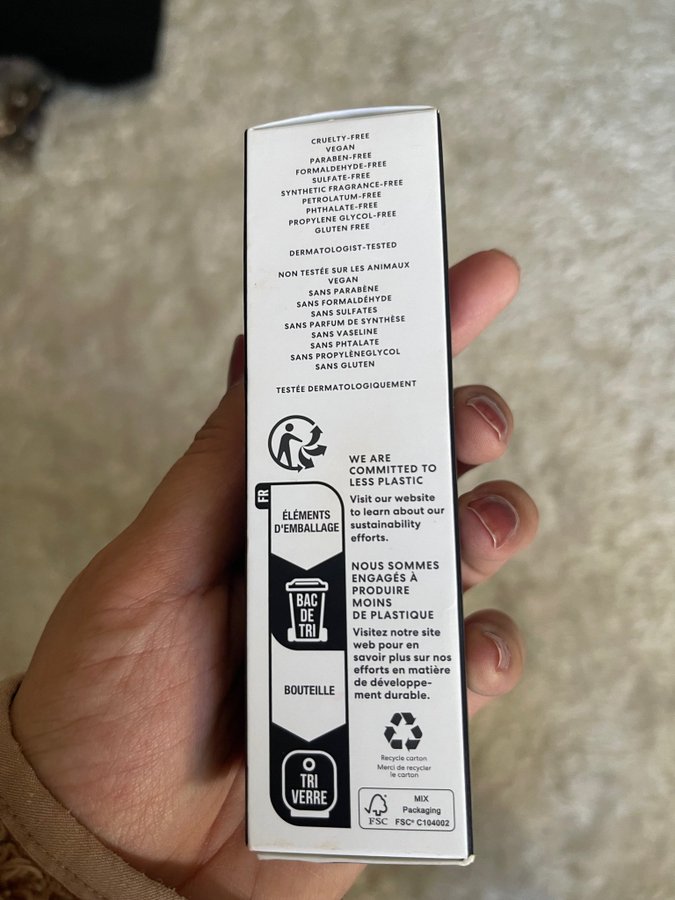 CRUELTY-FREE
VEGAN
PARABEN-FREE
FORMALDEHYDE-FREE
SULFATE-FREE
SYNTHETIC FRAGRANCE-FREE
PETROLATUM-FREE
PHTHALATE-FREE
PROPYLENE GLYCOL-FREE
GLUTEN FREE
DERMATOLOGIST-TESTED
NON TESTÉE SUR LES ANIMAUX
VEGAN
SANS PARABÈNE
SANS FORMALDÉHYDE
SANS SULFATES
SANS PARFUM DE SYNTHÈSE
SANS VASELINE
SANS PHTALATE
SANS PROPYLÈNEGLYCOL
SANS GLUTEN
TESTÉE DERMATOLOGIQUEMENT
FR
ÉLÉMENTS
D'EMBALLAGE
BAC
DE
TRI
BOUTEILLE
TRI
VERRE
WE ARE
COMMITTED TO
LESS PLASTIC
Visit our website
to learn about our
sustainability
efforts.
NOUS SOMMES
ENGAGÉS À
PRODUIRE
MOINS
DE PLASTIQUE
Visitez notre site
web pour en
savoir plus sur nos
efforts en matière
de développe-
ment durable.
Recycle carton
Merci de recycler
le carton
FSC
MIX
Packaging
FSC® C104002